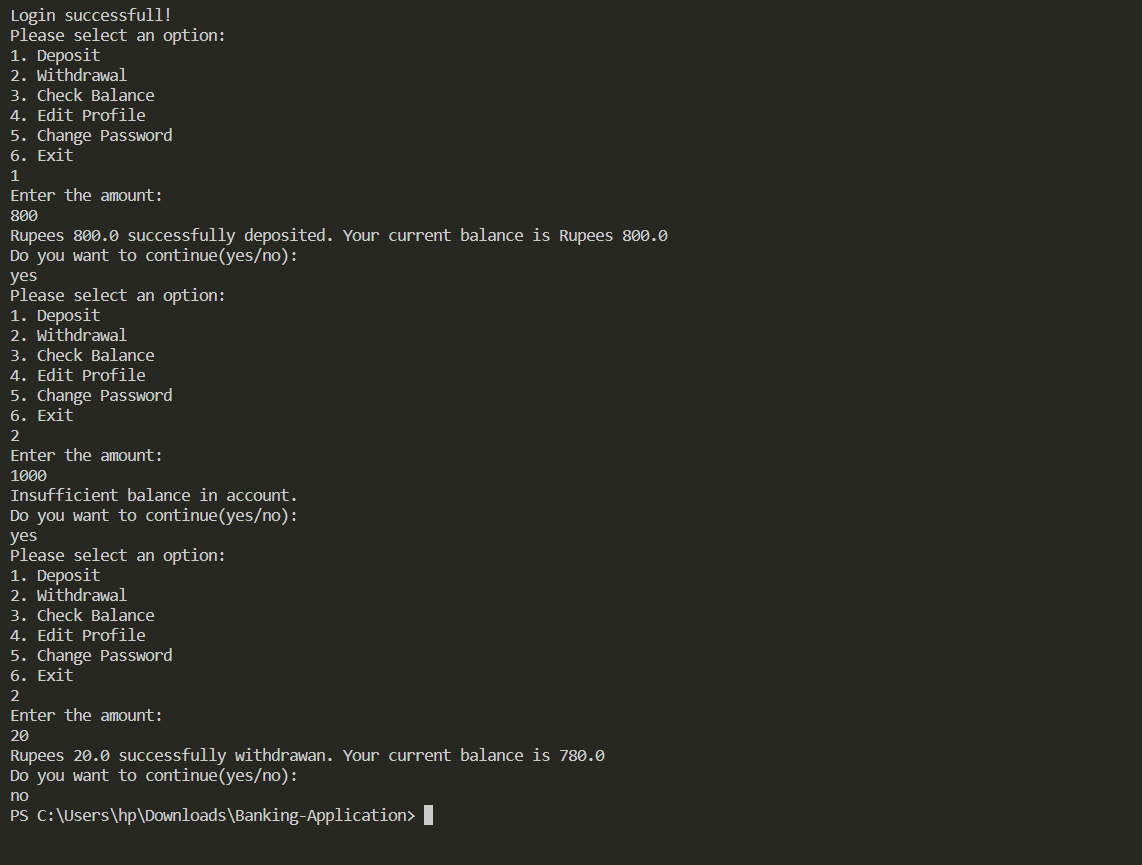 Login successfull!
Please select an option:
1. Deposit
2. Withdrawal
3. Check Balance
4. Edit Profile
5. Change Password
6. Exit
1
Enter the amount:
800
Rupees 800.0 successfully deposited. Your current balance is Rupees 800.0
Do you want to continue(yes/no):
yes
Please select an option:
1. Deposit
2. Withdrawal
3. Check Balance
4. Edit Profile
5. Change Password
6. Exit
2
Enter the amount:
1000
Insufficient balance in account.
Do you want to continue(yes/no):
yes
Please select an option:
1. Deposit
2. Withdrawal
3. Check Balance
4. Edit Profile
5. Change Password
6. Exit
2
Enter the amount:
20
Rupees 20.0 successfully withdrawan. Your current balance is 780.0
Do you want to continue(yes/no):
no
PS C:\Users\hp\Downloads\Banking-Application>